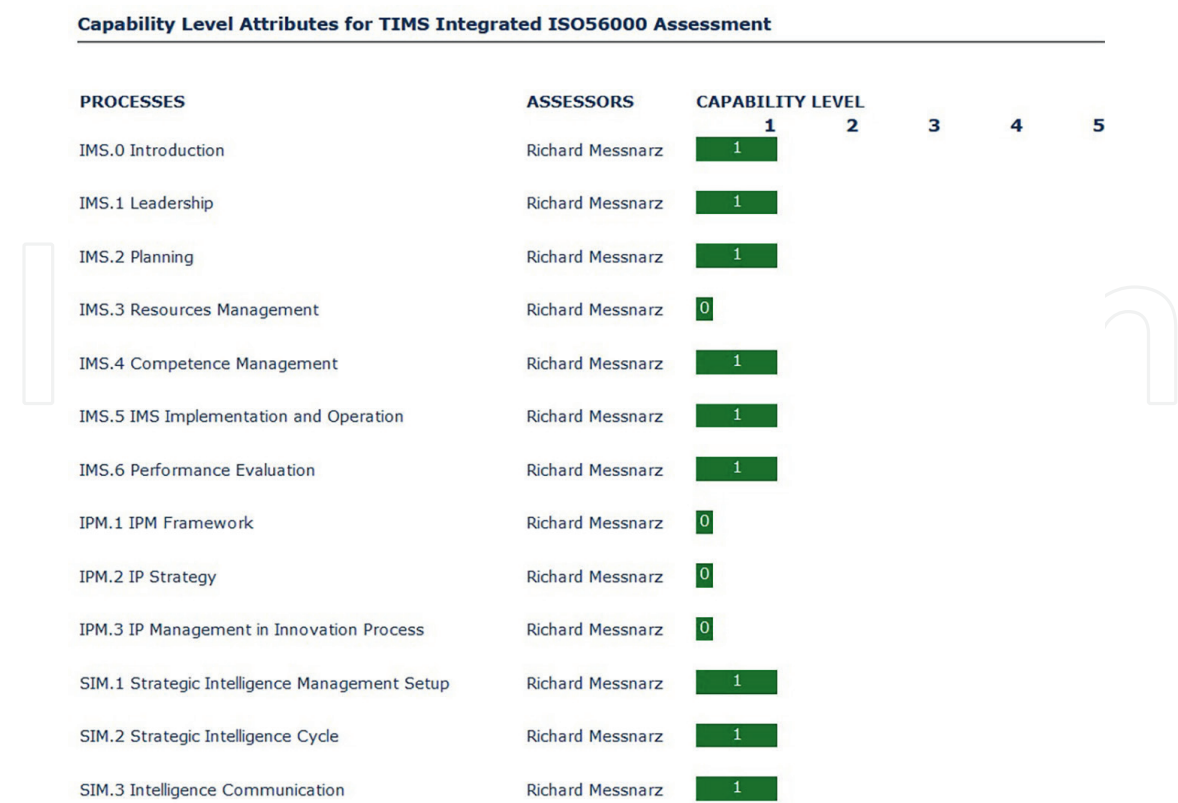 Capability Level Attributes for TIMS Integrated ISO56000 Assessment
PROCESSES ASSESSORS CAPABILITY LEVEL
1 2 3 4 5
IMS.0 Introduction Richard Messnarz 1
IMS.1 Leadership Richard Messnarz 1
IMS.2 Planning Richard Messnarz 1
IMS.3 Resources Management Richard Messnarz 0
IMS.4 Competence Management Richard Messnarz 1
IMS.5 IMS Implementation and Operation Richard Messnarz 1
IMS.6 Performance Evaluation Richard Messnarz 1
IPM.1 IPM Framework Richard Messnarz 0
IPM.2 IP Strategy Richard Messnarz 0
IPM.3 IP Management in Innovation Process Richard Messnarz 0
SIM.1 Strategic Intelligence Management Setup Richard Messnarz 1
SIM.2 Strategic Intelligence Cycle Richard Messnarz 1
SIM.3 Intelligence Communication Richard Messnarz 1